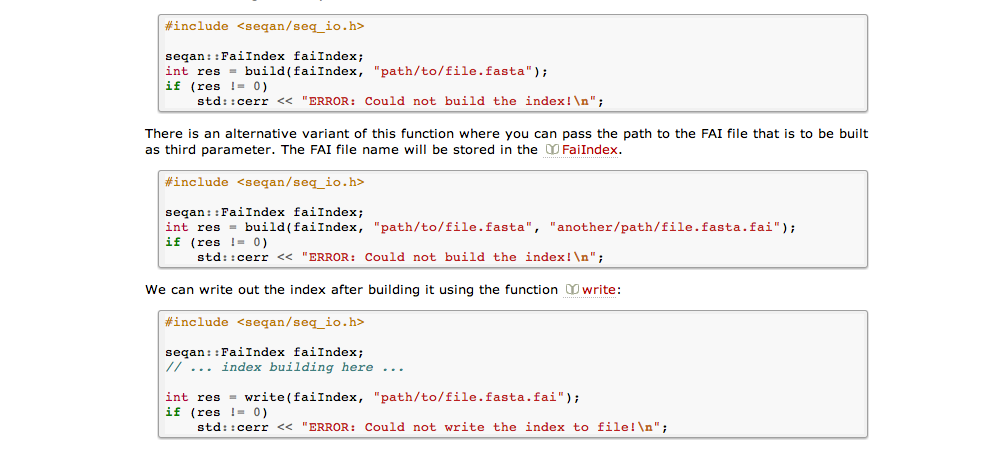 #include <seqan/seq_io.h>
seqan::FaiIndex faiIndex;
int res = build(faiIndex, "path/to/file.fasta");
if (res != 0)
    std::cerr << "ERROR: Could not build the index!\n";
There is an alternative variant of this function where you can pass the path to the FAI file that is to be built
as third parameter. The FAI file name will be stored in the FaiIndex.
#include <seqan/seq_io.h>
seqan::FaiIndex faiIndex;
int res = build(faiIndex, "path/to/file.fasta", "another/path/file.fasta.fai");
if (res != 0)
    std::cerr << "ERROR: Could not build the index!\n";
We can write out the index after building it using the function write:
#include <seqan/seq_io.h>
seqan::FaiIndex faiIndex;
// ... index building here ...
int res = write(faiIndex, "path/to/file.fasta.fai");
if (res != 0)
    std::cerr << "ERROR: Could not write the index to file!\n";